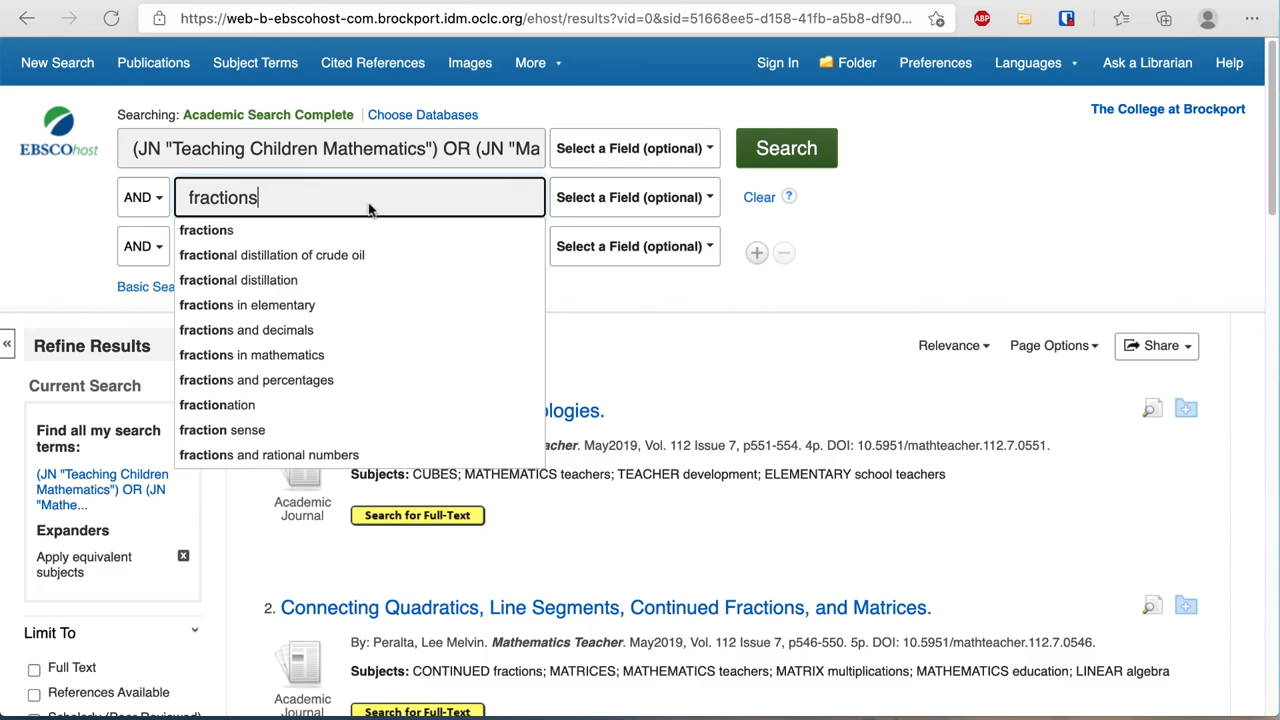 https://web-b-ebscohost-com.brockport.idm.oclc.org/ehost/results?vid=0&sid=51668ee5-d158-41fb-a5b8-df90...
ABP
New Search Publications Subject Terms Cited References Images More Sign In Folder Preferences Languages Ask a Librarian Help
EBSCOhost
Searching: Academic Search Complete Choose Databases
The College at Brockport
(JN "Teaching Children Mathematics") OR (JN "Ma
Select a Field (optional)
Search
AND
fractions
Select a Field (optional)
Clear ?
AND
Select a Field (optional)
Basic Sea
fractions
fractional distillation of crude oil
fractional distillation
fractions in elementary
fractions and decimals
fractions in mathematics
fractions and percentages
fractionation
fraction sense
fractions and rational numbers
Refine Results
Current Search
Find all my search
terms:
(JN "Teaching Children
Mathematics") OR (JN
"Mathe...
Expanders
Apply equivalent
subjects
Limit To
Full Text
References Available
Scholarly (Peer Reviewed)
Relevance Page Options Share
ologies.
acher. May2019, Vol. 112 Issue 7, p551-554. 4p. DOI: 10.5951/mathteacher.112.7.0551.
Subjects: CUBES; MATHEMATICS teachers; TEACHER development; ELEMENTARY school teachers
Academic
Journal
Search for Full-Text
2. Connecting Quadratics, Line Segments, Continued Fractions, and Matrices.
By: Peralta, Lee Melvin. Mathematics Teacher. May2019, Vol. 112 Issue 7, p546-550. 5p. DOI: 10.5951/mathteacher.112.7.0546.
Subjects: CONTINUED fractions; MATRICES; MATHEMATICS teachers; MATRIX multiplications; MATHEMATICS education; LINEAR algebra
Academic
Journal
Search for Full-Text